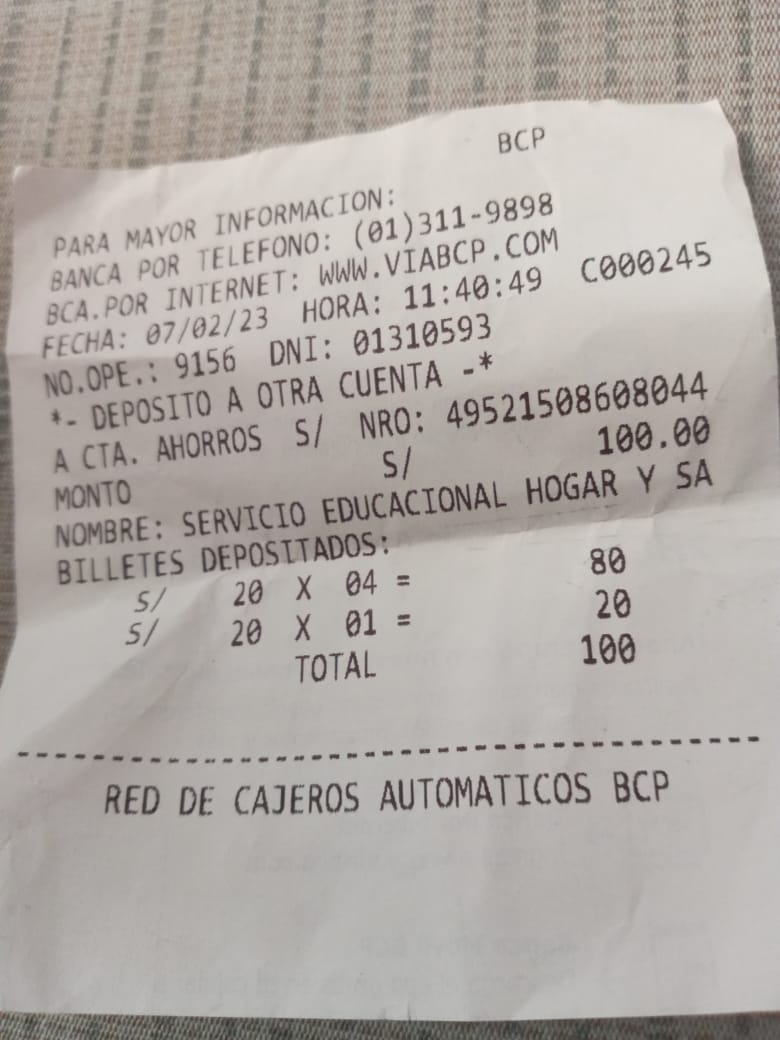 BCP
PARA MAYOR INFORMACION:
BANCA POR TELEFONO: (01)311-9898
BCA.POR INTERNET: WWW.VIABCP.COM
FECHA: 07/02/23 HORA: 11:40:49 C000245
NO.OPE.: 9156 DNI: 01310593
*- DEPOSITO A OTRA CUENTA -*
A CTA. AHORROS S/ NRO: 49521508608044
MONTO S/ 100.00
NOMBRE: SERVICIO EDUCACIONAL HOGAR Y SA
BILLETES DEPOSITADOS:
S/ 20 X 04 = 80
S/ 20 X 01 = 20
TOTAL 100
RED DE CAJEROS AUTOMATICOS BCP